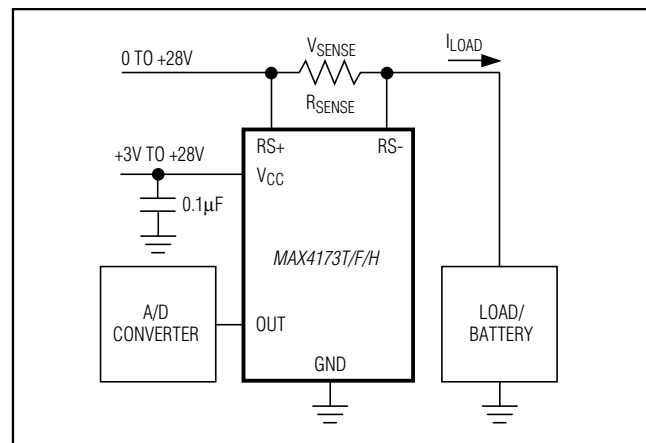 0 TO +28V
VSENSE
ILOAD
RSENSE
RS+
RS-
+3V TO +28V
VCC
0.1µF
MAX4173T/F/H
A/D
CONVERTER
OUT
LOAD/
BATTERY
GND